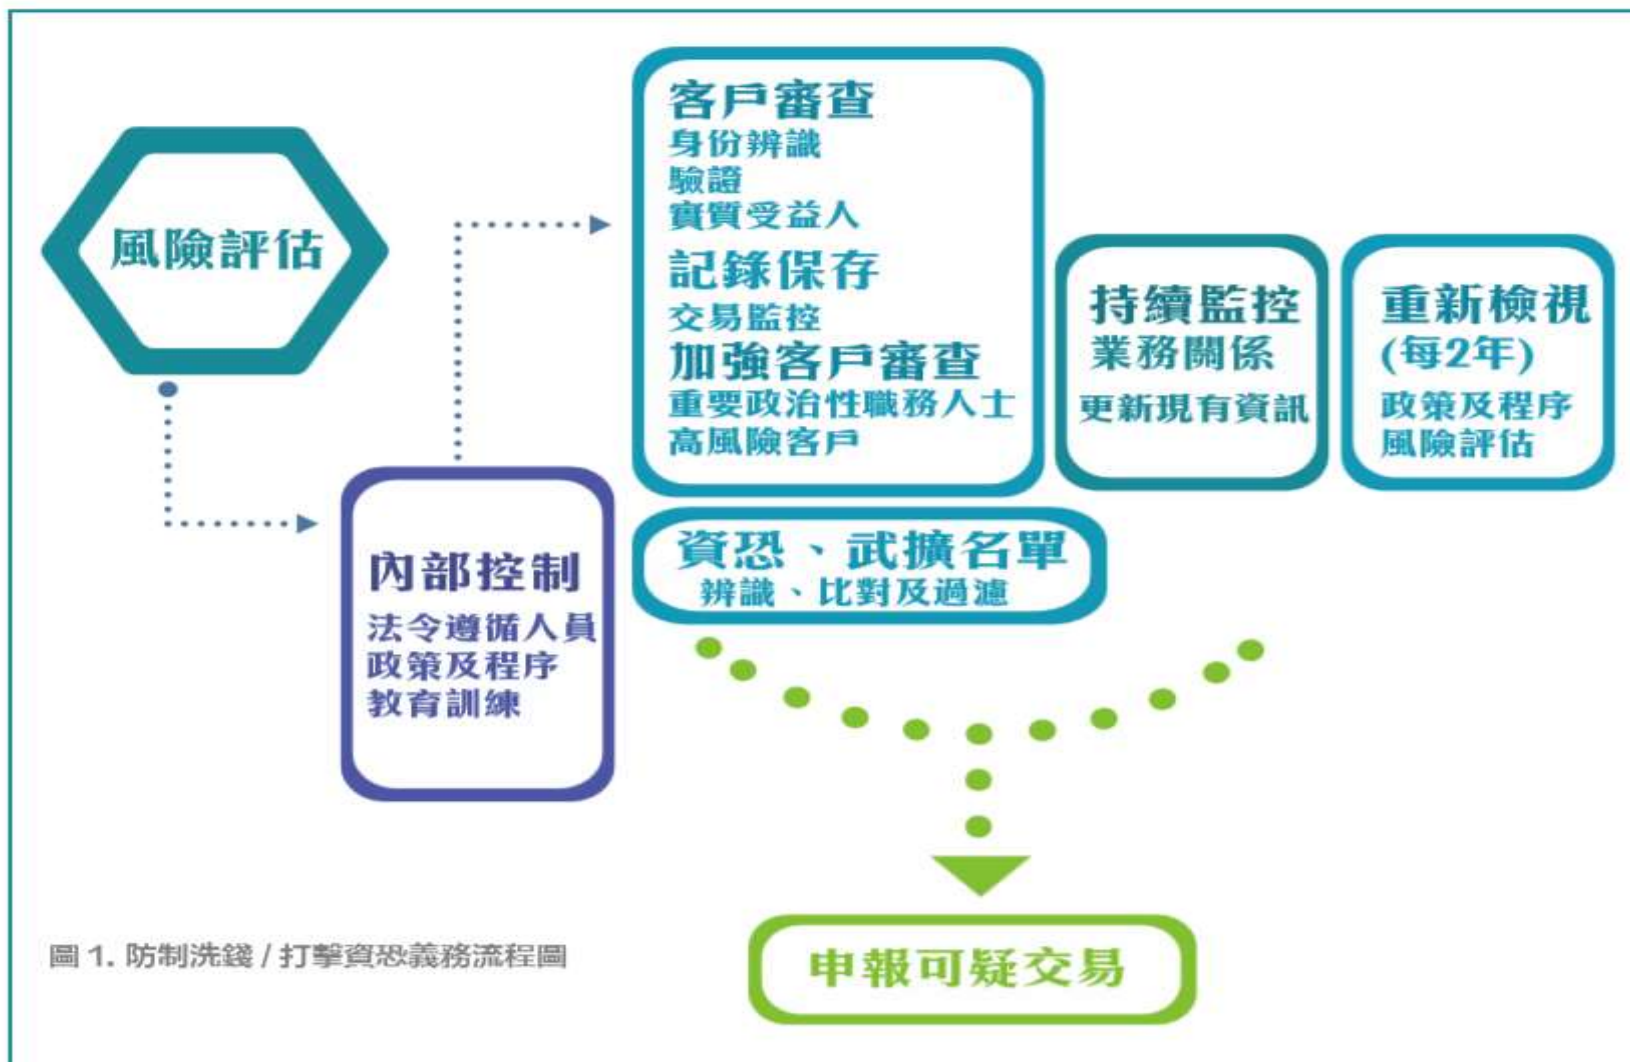 風險評估
內部控制
法令遵循人員
政策及程序
教育訓練
客戶審查
身份辨識
驗證
實質受益人
記錄保存
交易監控
加強客戶審查
重要政治性職務人士
高風險客戶
資恐、武擴名單
辨識、比對及過濾
持續監控
業務關係
更新現有資訊
重新檢視
(每2年)
政策及程序
風險評估
申報可疑交易
圖 1. 防制洗錢 / 打擊資恐義務流程圖